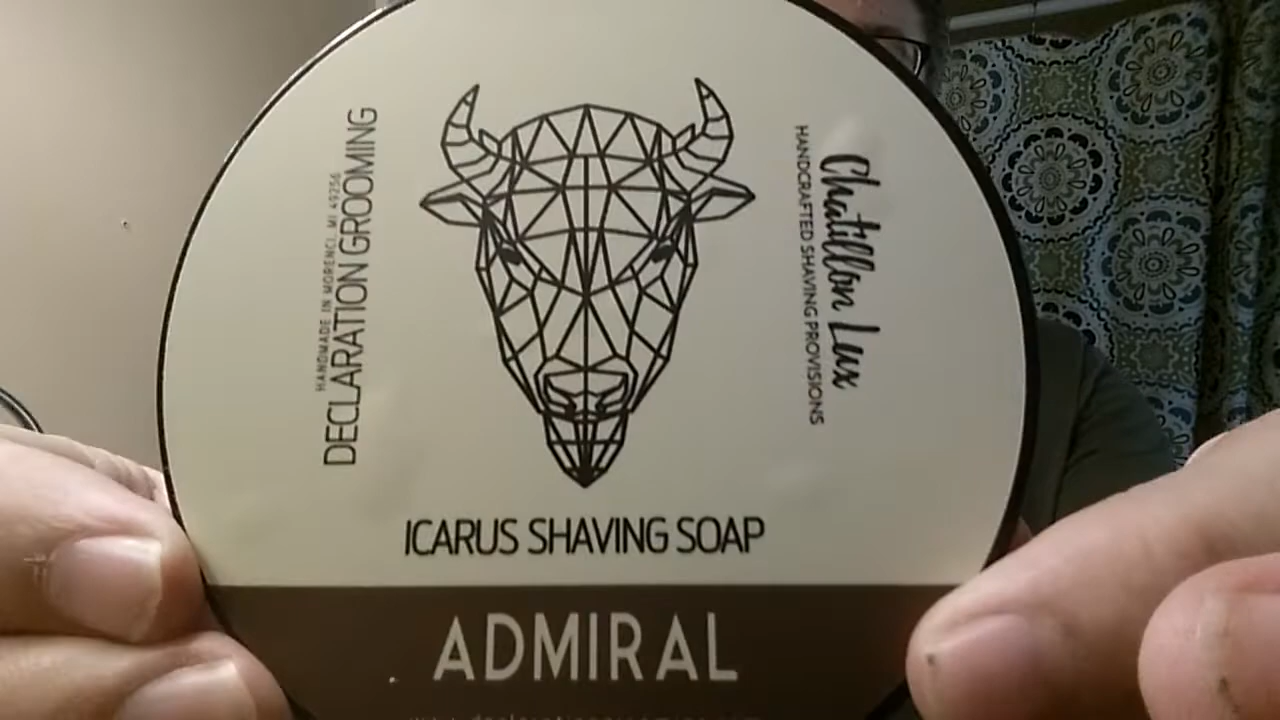 HANDMADE IN MORENCI, MI 49256
DECLARATION GROOMING
Chatillon Lux
HANDCRAFTED SHAVING PROVISIONS
ICARUS SHAVING SOAP
ADMIRAL